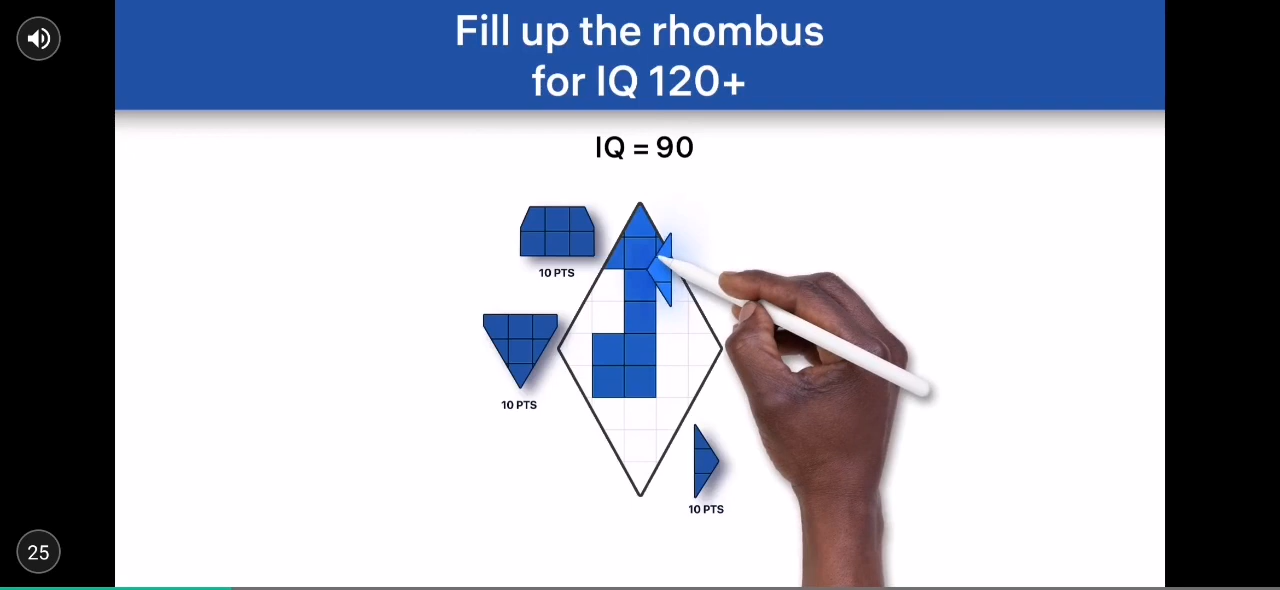 Fill up the rhombus
for IQ 120+
IQ = 90
10 PTS
10 PTS
10 PTS
25